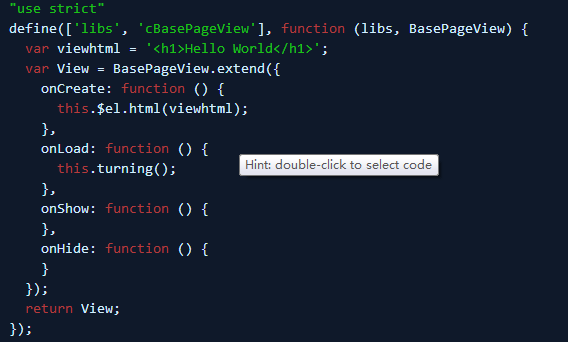 "use strict"
define(['libs', 'cBasePageView'], function (libs, BasePageView) {
  var viewhtml = '<h1>Hello World</h1>';
  var View = BasePageView.extend({
    onCreate: function () {
      this.$el.html(viewhtml);
    },
    onLoad: function () {
Hint: double-click to select code
      this.turning();
    },
    onShow: function () {
    },
    onHide: function () {
    }
  });
  return View;
});